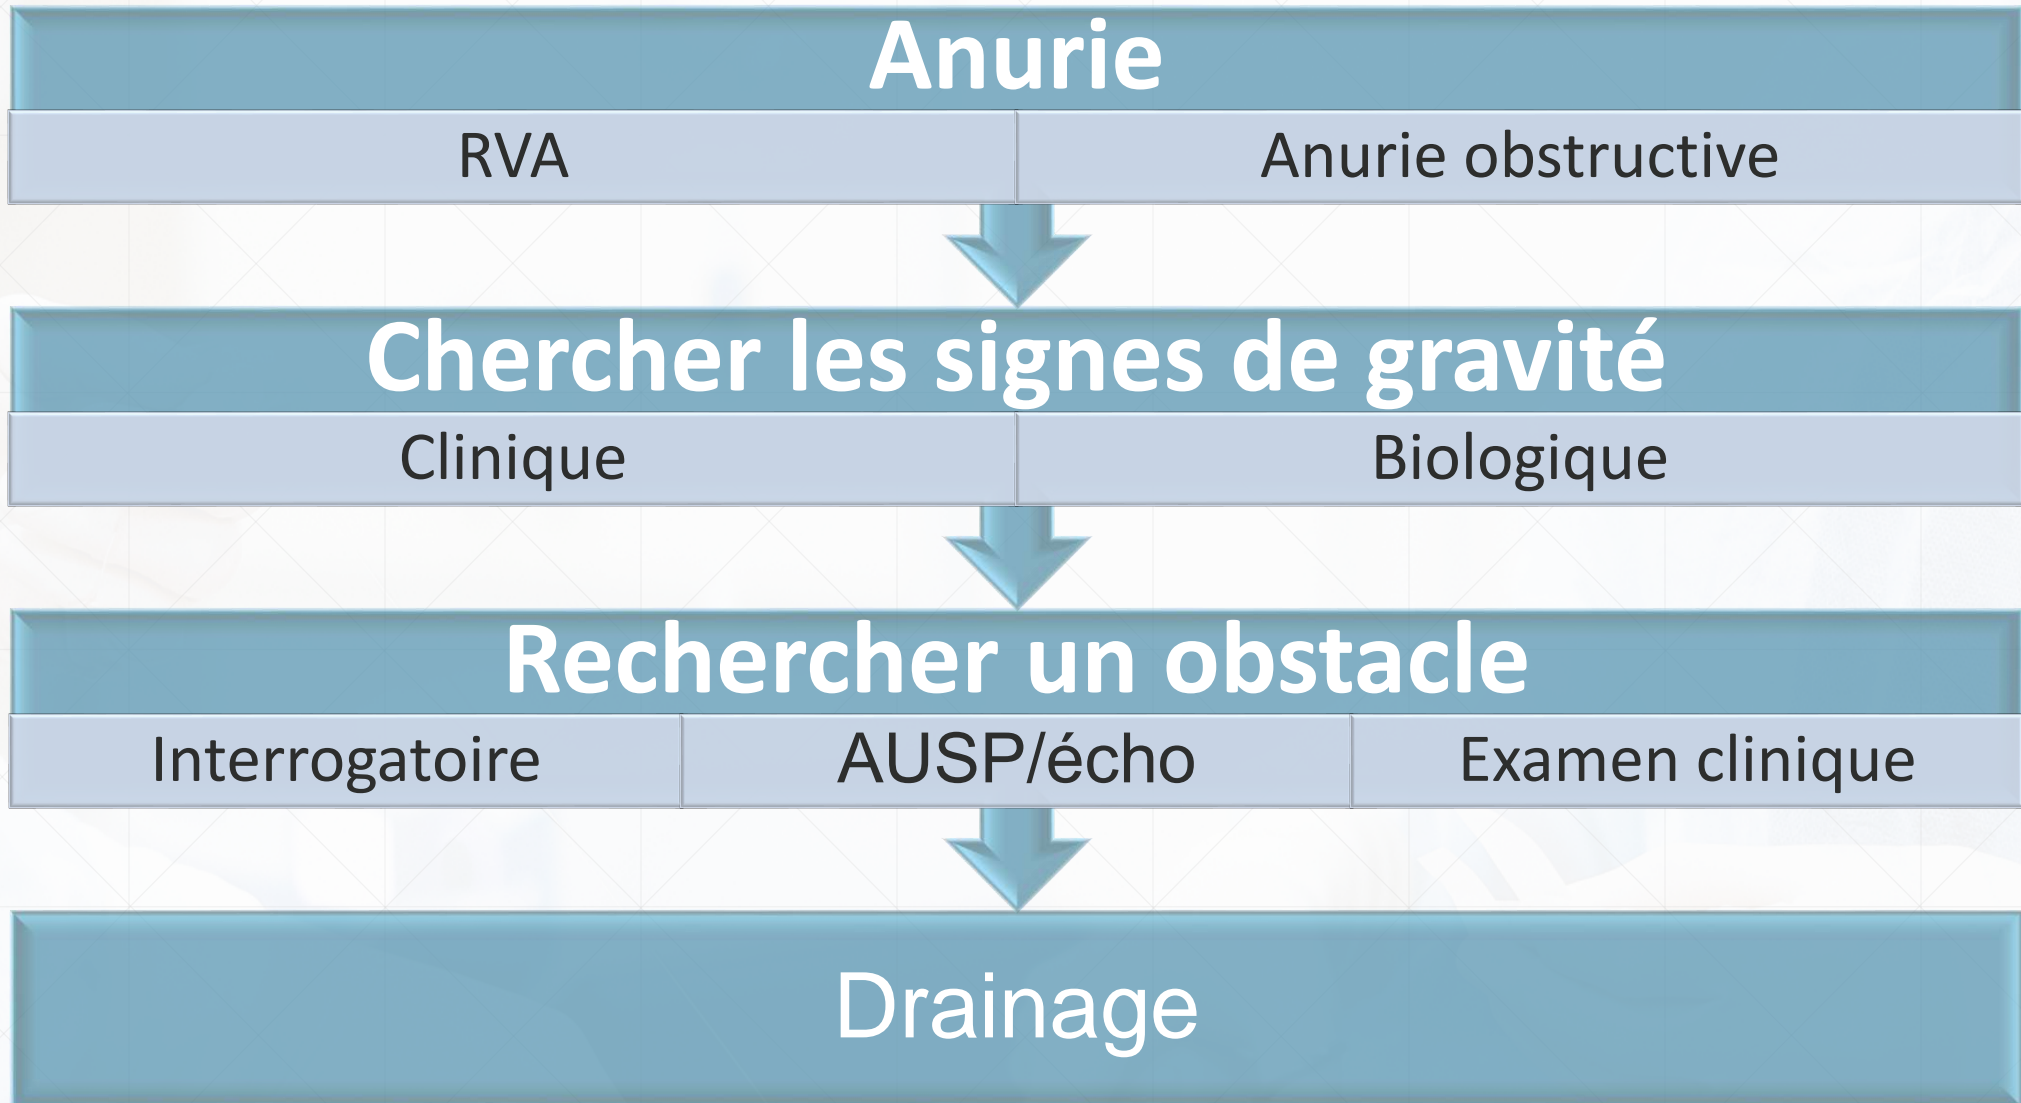 Anurie
RVA
Anurie obstructive
Chercher les signes de gravité
Clinique
Biologique
Rechercher un obstacle
Interrogatoire
AUSP/écho
Examen clinique
Drainage